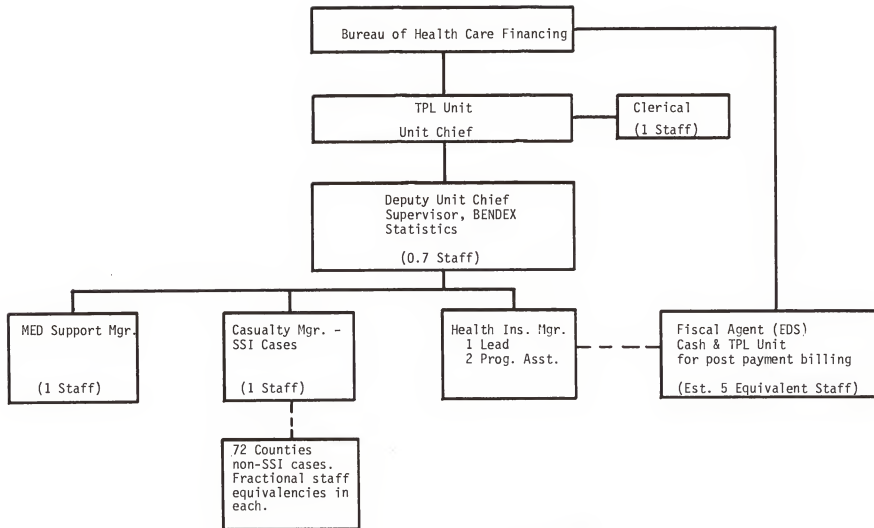 Bureau of Health Care Financing
TPL Unit
Unit Chief
Clerical
(1 Staff)
Deputy Unit Chief
Supervisor, BENDEX
Statistics
(0.7 Staff)
MED Support Mgr.
(1 Staff)
Casualty Mgr. -
SSI Cases
(1 Staff)
Health Ins. Mgr.
1 Lead
2 Prog. Asst.
Fiscal Agent (EDS)
Cash & TPL Unit
for post payment billing
(Est. 5 Equivalent Staff)
72 Counties
non-SSI cases.
Fractional staff
equivalencies in
each.